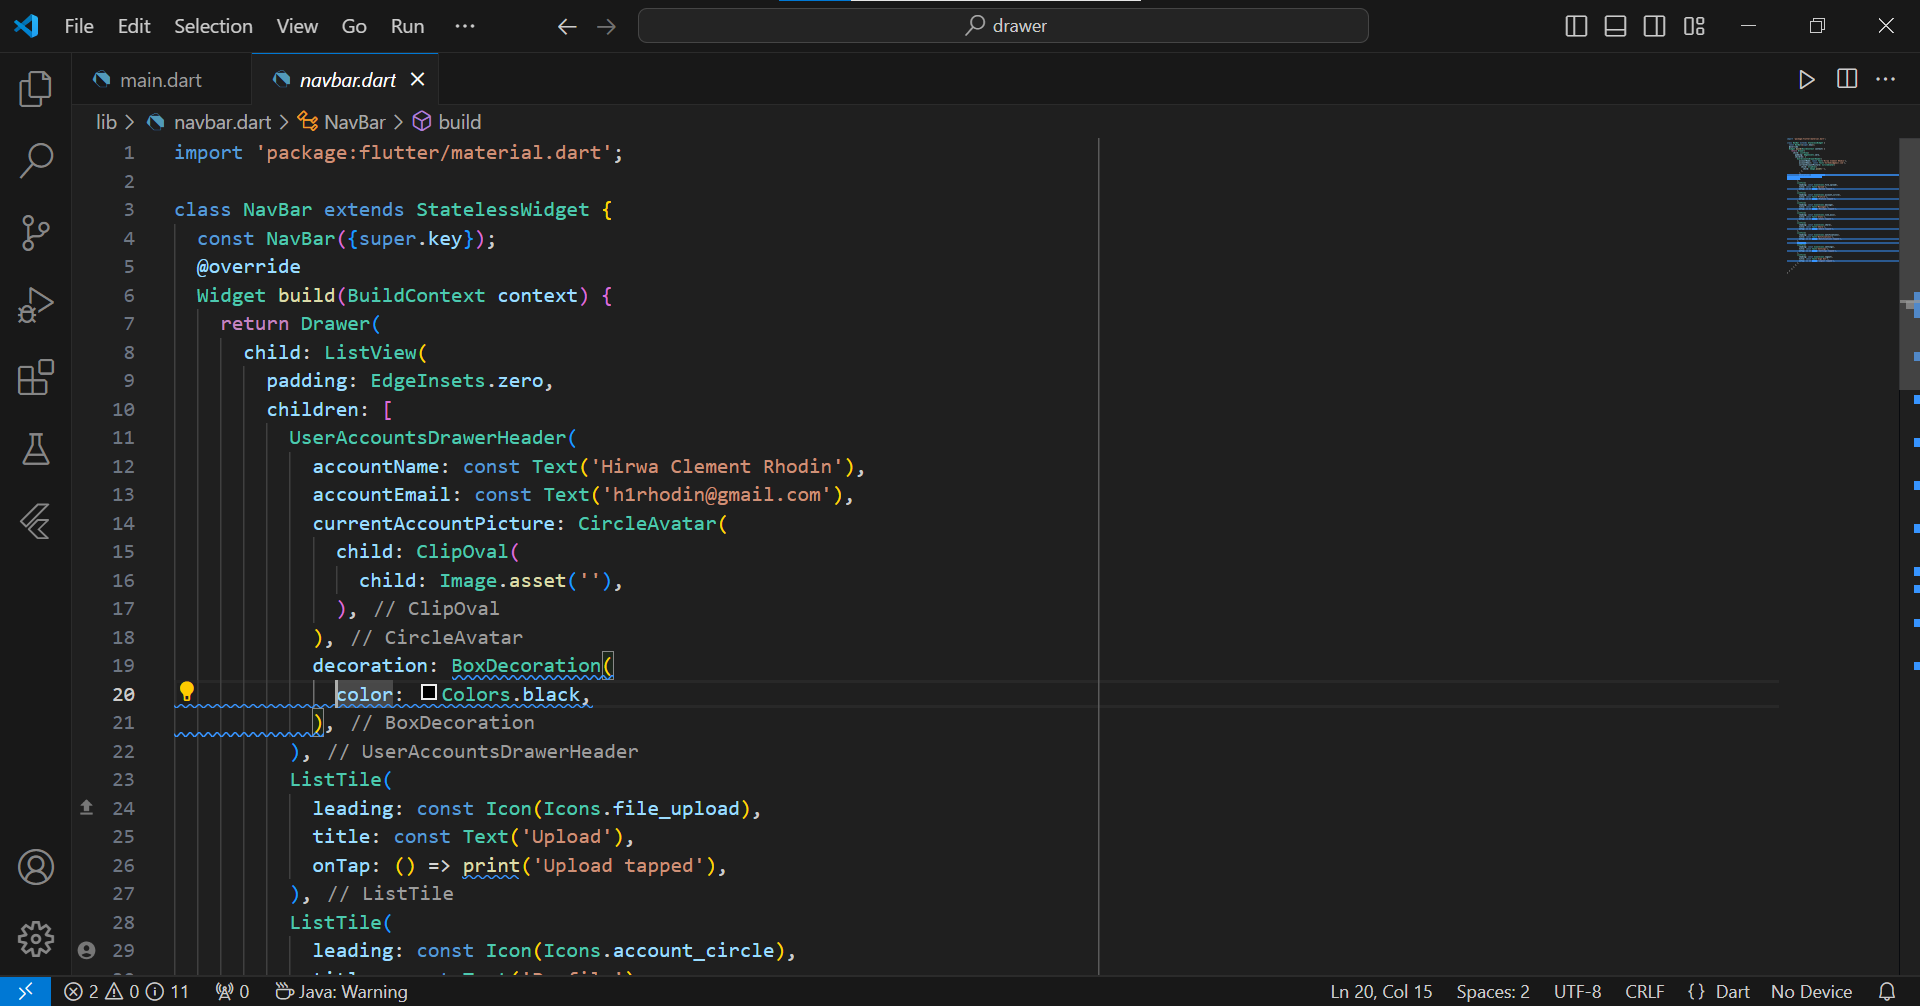 File Edit Selection View Go Run ···
drawer
main.dart
navbar.dart
lib > navbar.dart > NavBar > build
1 import 'package:flutter/material.dart';
2
3 class NavBar extends StatelessWidget {
4 const NavBar({super.key});
5 @override
6 Widget build(BuildContext context) {
7 return Drawer(
8 child: ListView(
9 padding: EdgeInsets.zero,
10 children: [
11 UserAccountsDrawerHeader(
12 accountName: const Text('Hirwa Clement Rhodin'),
13 accountEmail: const Text('h1rhodin@gmail.com'),
14 currentAccountPicture: CircleAvatar(
15 child: ClipOval(
16 child: Image.asset(''),
17 ), // ClipOval
18 ), // CircleAvatar
19 decoration: BoxDecoration(
20 color: Colors.black,
21 ), // BoxDecoration
22 ), // UserAccountsDrawerHeader
23 ListTile(
24 leading: const Icon(Icons.file_upload),
25 title: const Text('Upload'),
26 onTap: () => print('Upload tapped'),
27 ), // ListTile
28 ListTile(
29 leading: const Icon(Icons.account_circle),
2 0 11 0 Java: Warning Ln 20, Col 15 Spaces: 2 UTF-8 CRLF {} Dart No Device